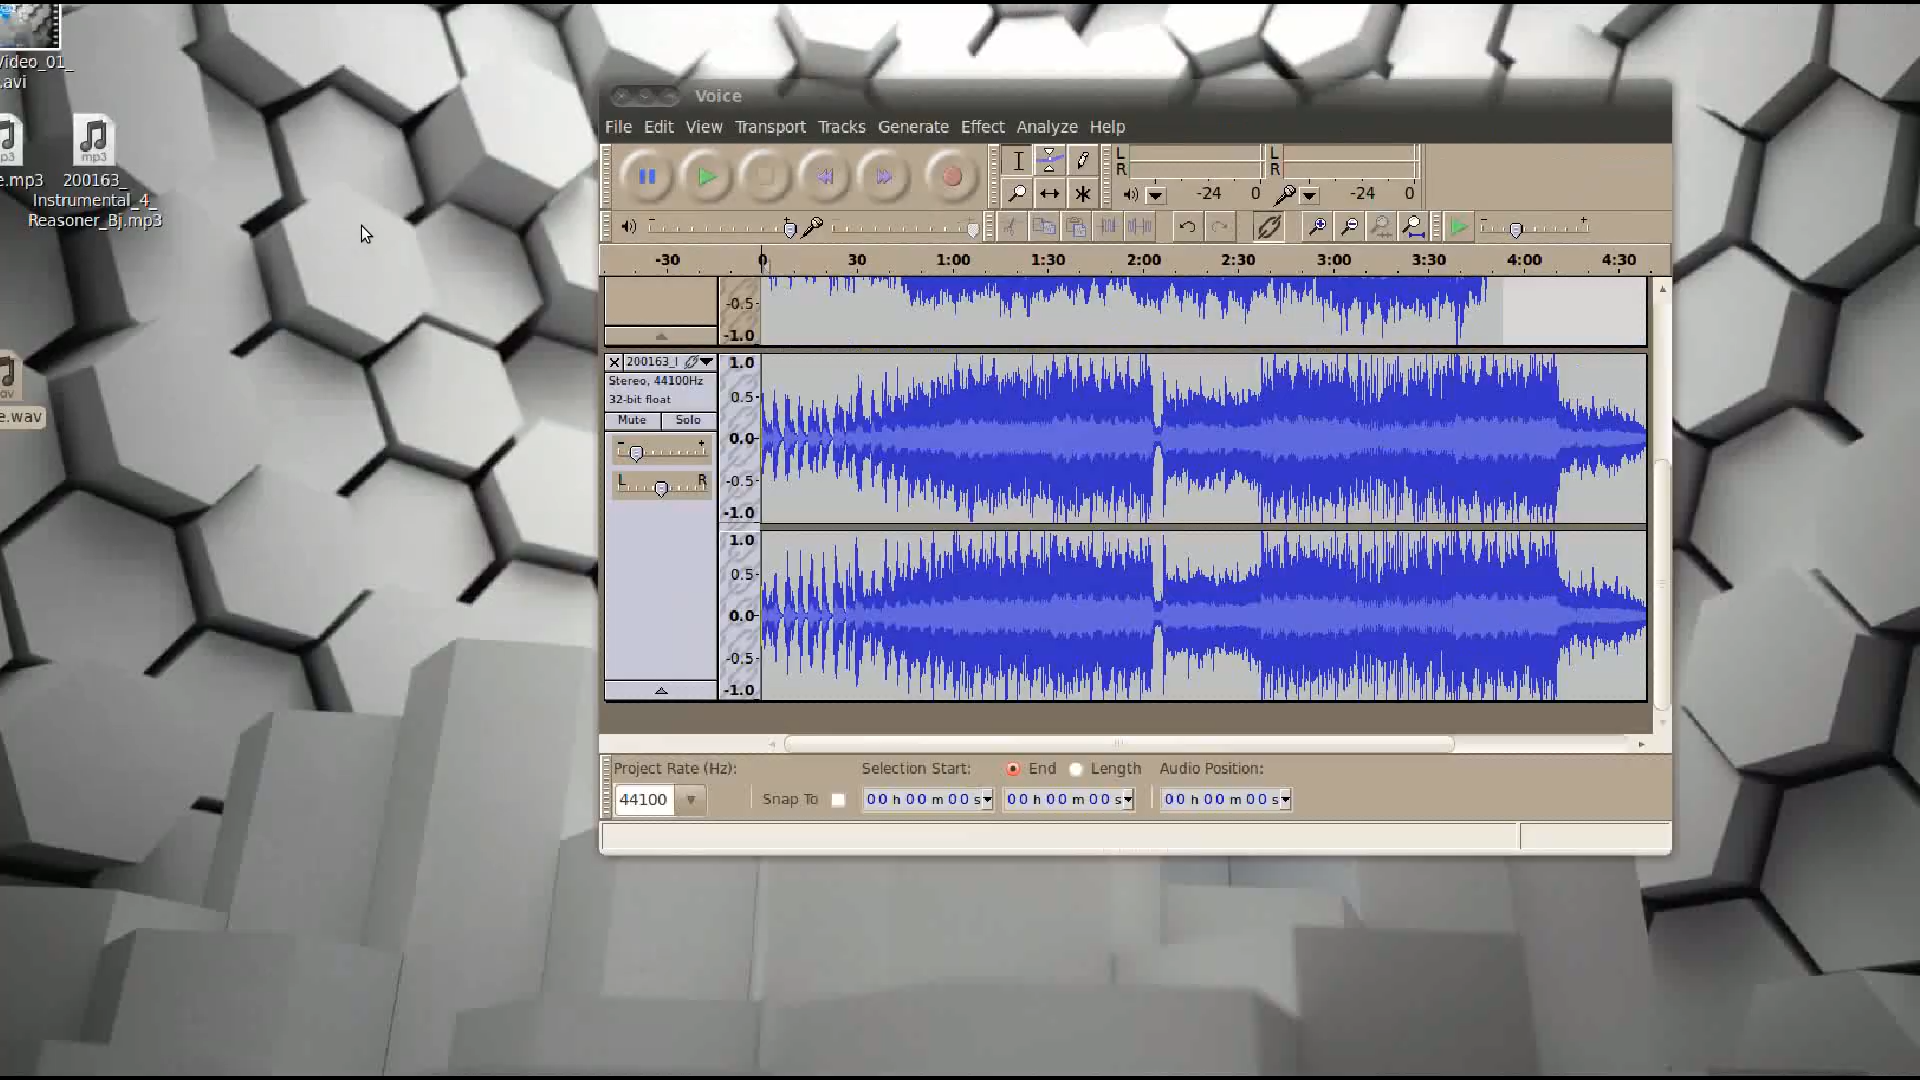 Video_01_
.avi
mp3
e.mp3
200163_
Instrumental_4_
Reasoner_Bj.mp3
e.wav
Voice
File Edit View Transport Tracks Generate Effect Analyze Help
L
R
-24 0
L
R
-24 0
-30 0 30 1:00 1:30 2:00 2:30 3:00 3:30 4:00 4:30
-0.5
-1.0
200163_I
Stereo, 44100Hz
32-bit float
Mute Solo
- +
L R
1.0
0.5
0.0
-0.5
-1.0
1.0
0.5
0.0
-0.5
-1.0
Project Rate (Hz):
44100
Snap To
Selection Start:
End Length
Audio Position:
00 h 00 m 00 s
00 h 00 m 00 s
00 h 00 m 00 s